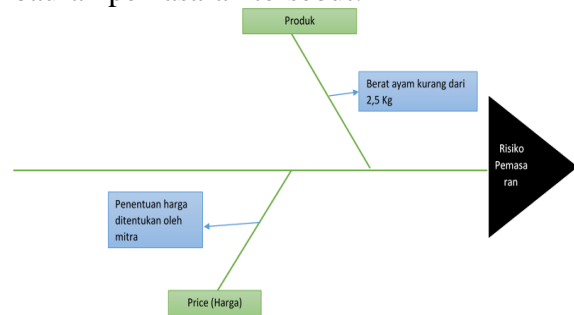 Produk
Berat ayam kurang dari
2,5 Kg
Risiko
Pemasa
ran
Penentuan harga
ditentukan oleh
mitra
Price (Harga)